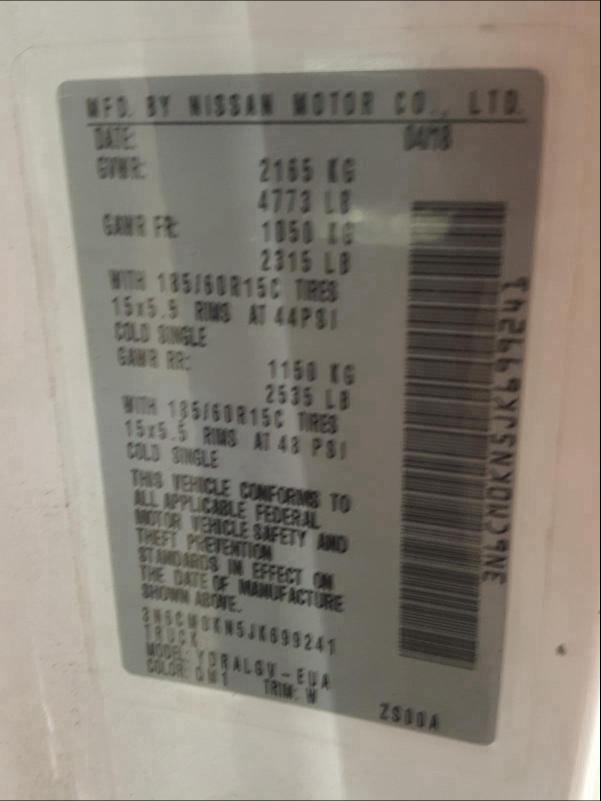 MFD. BY NISSAN MOTOR CO., LTD.
DATE: 04/18
GVWR: 2165 KG
4773 LB
GAWR FR: 1050 KG
2315 LB
WITH 185/60R15C TIRES
15x5.5 RIMS AT 44PSI
COLD SINGLE
GAWR RR: 1150 KG
2535 LB
WITH 185/60R15C TIRES
15x5.5 RIMS AT 48 PSI
COLD SINGLE
THIS VEHICLE CONFORMS TO
ALL APPLICABLE FEDERAL
MOTOR VEHICLE SAFETY AND
THEFT PREVENTION
STANDARDS IN EFFECT ON
THE DATE OF MANUFACTURE
SHOWN ABOVE.
3N6CM0KN5JK699241
TRUCK
MODEL: -EUA
COLOR: QM1 TRIM: W
ZS00A
3N6CM0KN5JK699241